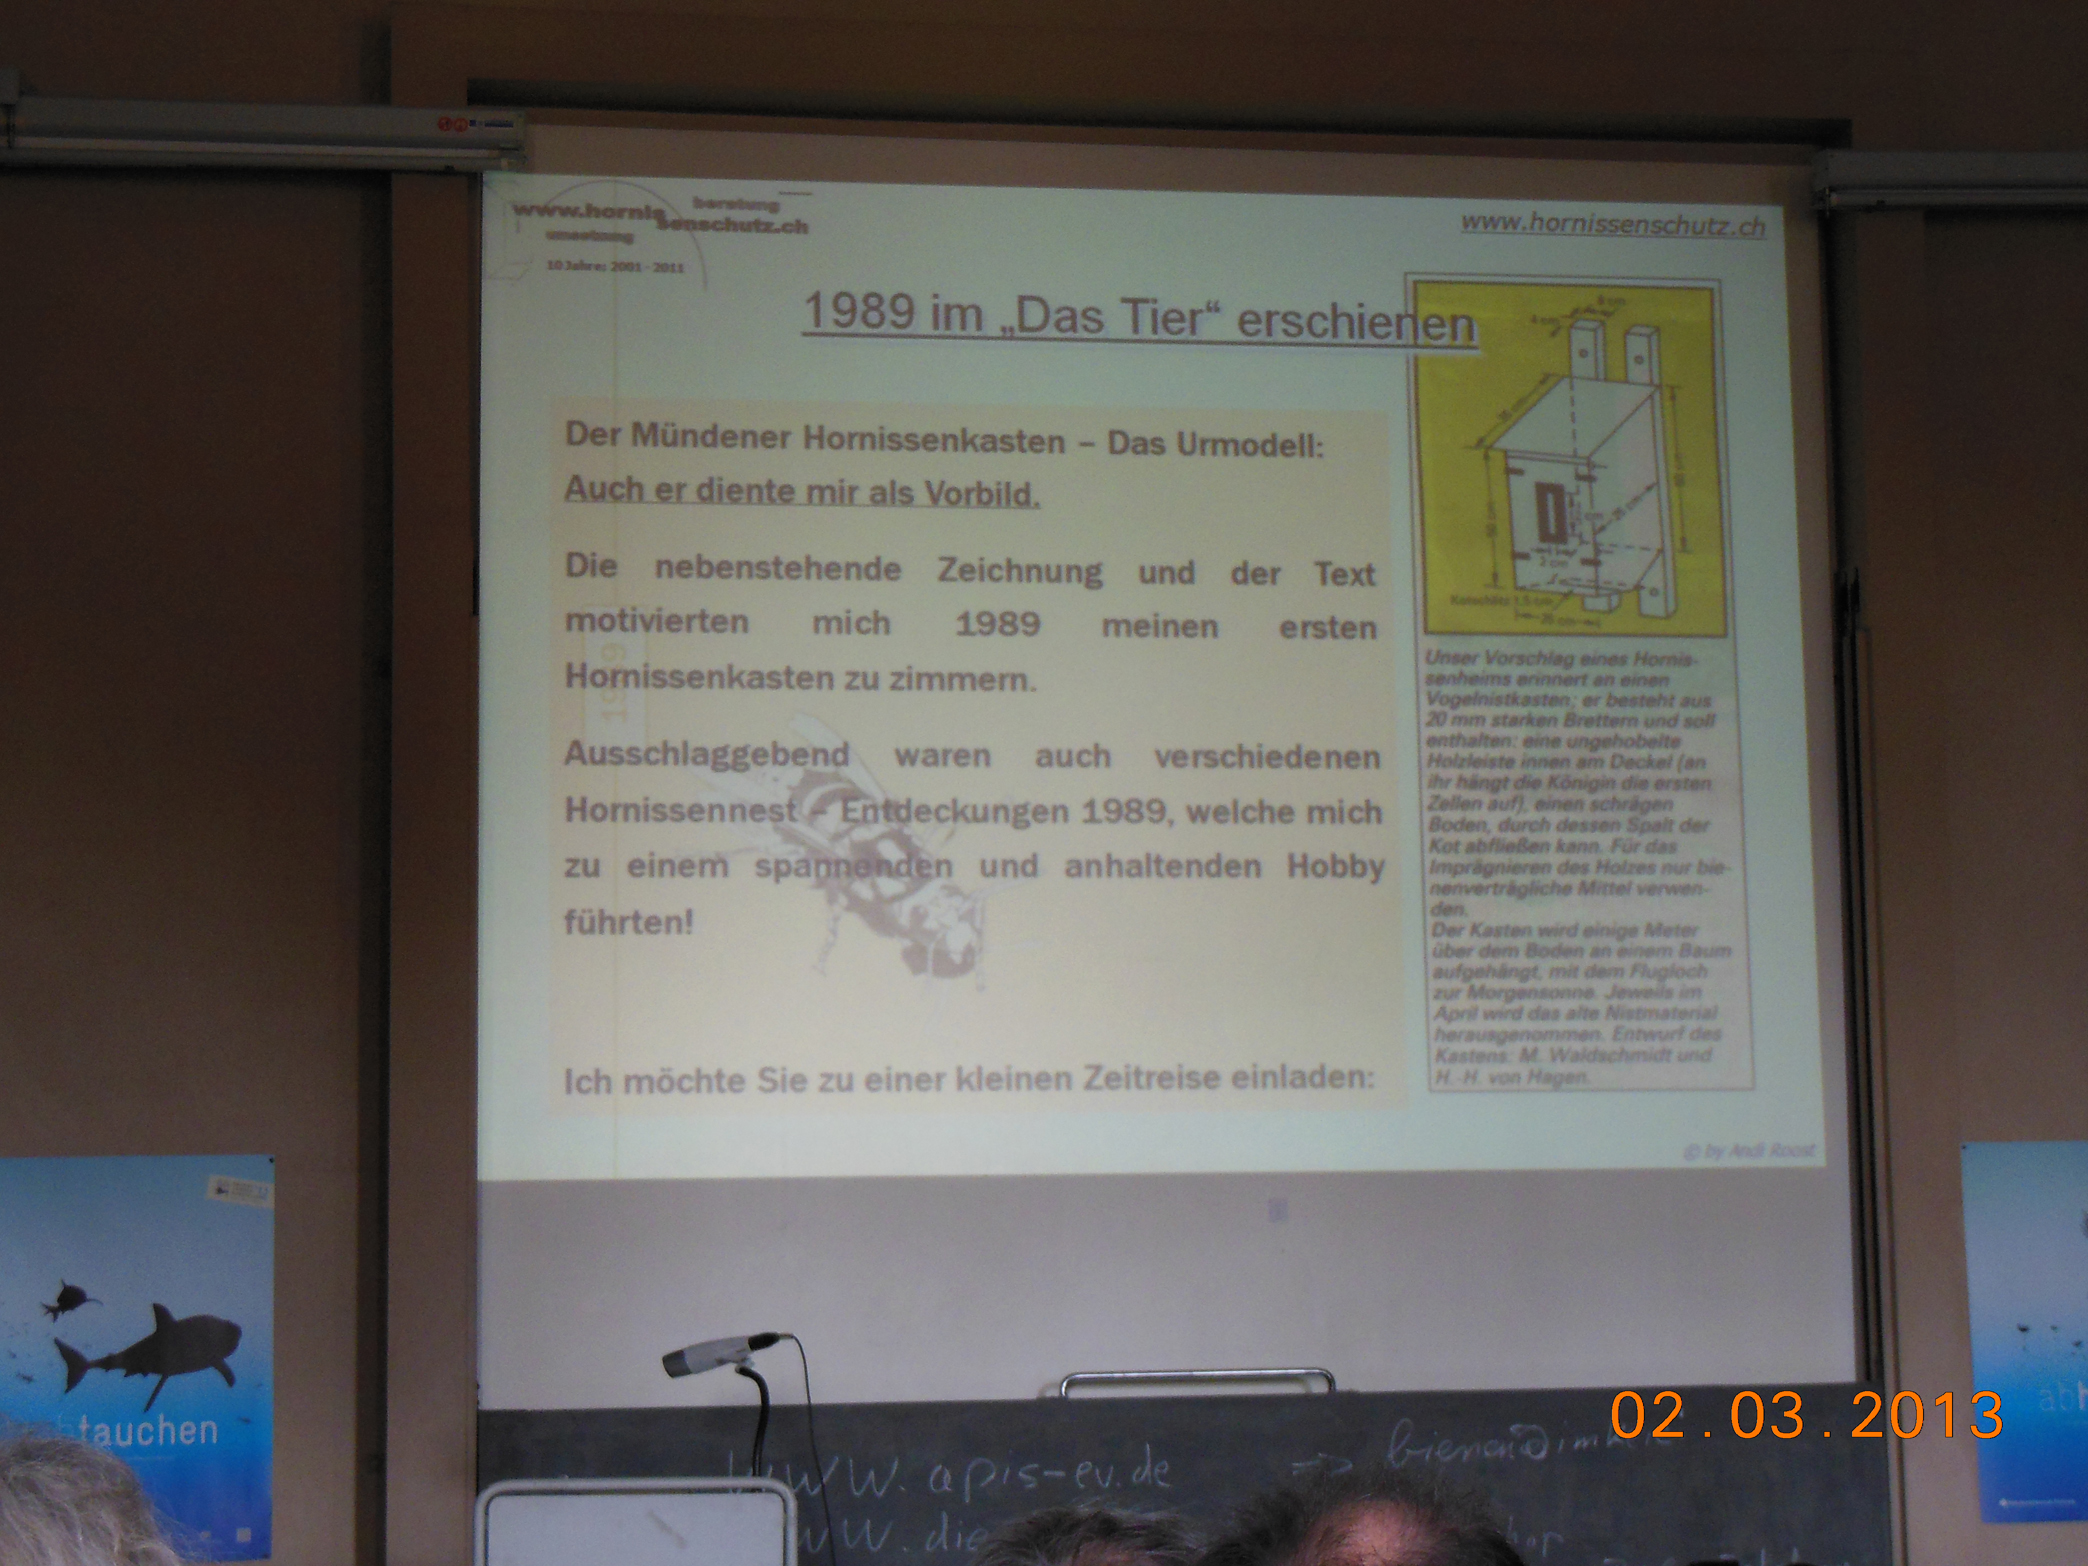 www.hornissenschutz.ch
beratung
umsetzung
10 Jahre: 2001 - 2011
www.hornissenschutz.ch
1989 im „Das Tier“ erschienen
Der Mündener Hornissenkasten – Das Urmodell:
Auch er diente mir als Vorbild.
Die nebenstehende Zeichnung und der Text
motivierten mich 1989 meinen ersten
Hornissenkasten zu zimmern.
Ausschlaggebend waren auch verschiedenen
Hornissennest – Entdeckungen 1989, welche mich
zu einem spannenden und anhaltenden Hobby
führten!
Ich möchte Sie zu einer kleinen Zeitreise einladen:
1989
Unser Vorschlag eines Hornis-
senheims erinnert an einen
Vogelnistkasten; er besteht aus
20 mm starken Brettern und soll
enthalten: eine ungehobelte
Holzleiste innen am Deckel (an
ihr hängt die Königin die ersten
Zellen auf), einen schrägen
Boden, durch dessen Spalt der
Kot abfließen kann. Für das
Imprägnieren des Holzes nur bie-
nenverträgliche Mittel verwen-
den.
Der Kasten wird einige Meter
über dem Boden an einem Baum
aufgehängt, mit dem Flugloch
zur Morgensonne. Jeweils im
April wird das alte Nistmaterial
herausgenommen. Entwurf des
Kastens: M. Waldschmidt und
H.-H. von Hagen.
© by Andi Roost
tauchen
02.03.2013
www.apis-ev.de